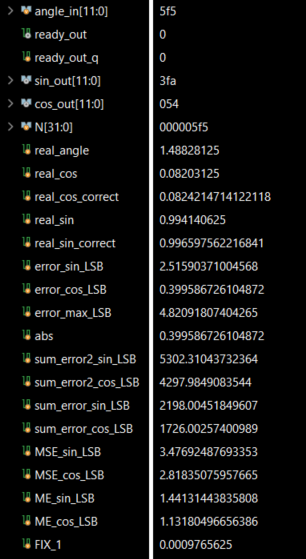 angle_in[11:0] 5f5
ready_out 0
ready_out_q 0
sin_out[11:0] 3fa
cos_out[11:0] 054
N[31:0] 000005f5
real_angle 1.48828125
real_cos 0.08203125
real_cos_correct 0.0824214714122118
real_sin 0.994140625
real_sin_correct 0.996597562216841
error_sin_LSB 2.51590371004568
error_cos_LSB 0.399586726104872
error_max_LSB 4.82091807404265
abs 0.399586726104872
sum_error2_sin_LSB 5302.31043732364
sum_error2_cos_LSB 4297.9849083544
sum_error_sin_LSB 2198.00451849607
sum_error_cos_LSB 1726.00257400989
MSE_sin_LSB 3.47692487693353
MSE_cos_LSB 2.81835075957665
ME_sin_LSB 1.44131443835808
ME_cos_LSB 1.13180496656386
FIX_1 0.0009765625